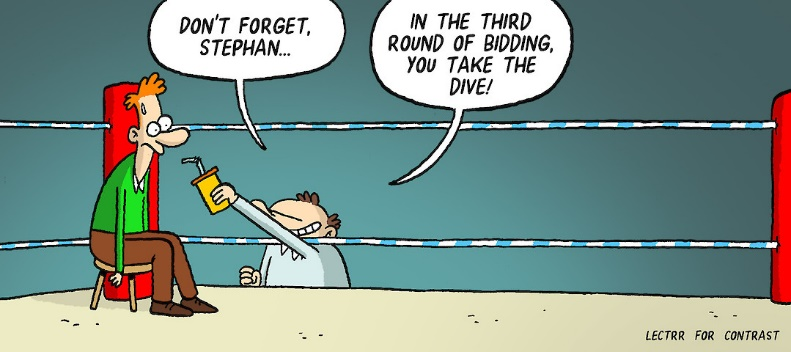 DON'T FORGET,
STEPHAN...
IN THE THIRD
ROUND OF BIDDING,
YOU TAKE THE
DIVE!
LECTRR FOR CONTRAST